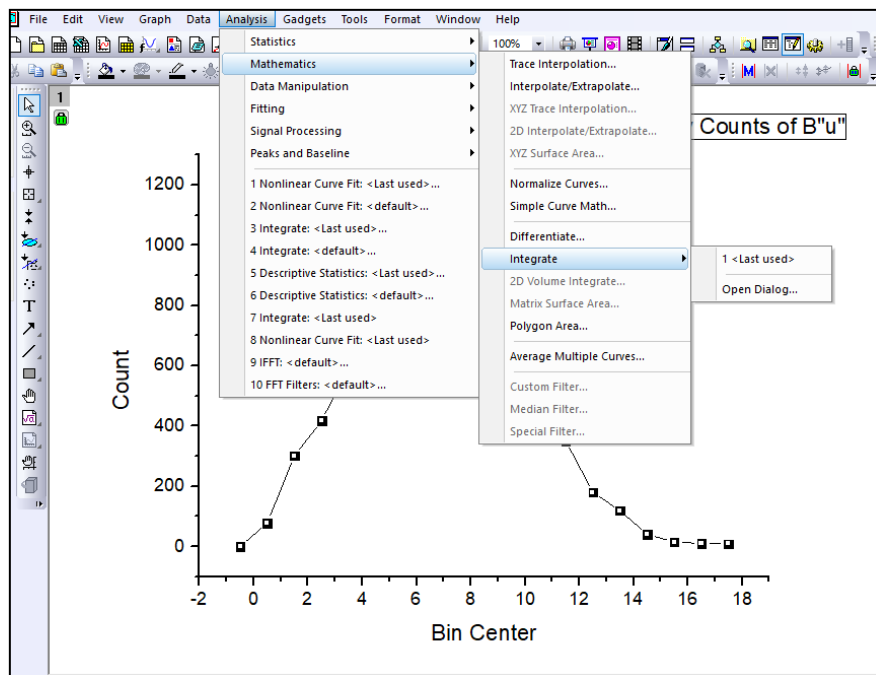 File Edit View Graph Data Analysis Gadgets Tools Format Window Help
100%
Statistics
Mathematics
Data Manipulation
Fitting
Signal Processing
Peaks and Baseline
1 Nonlinear Curve Fit: <Last used>...
2 Nonlinear Curve Fit: <default>...
3 Integrate: <Last used>...
4 Integrate: <default>...
5 Descriptive Statistics: <Last used>...
6 Descriptive Statistics: <default>...
7 Integrate: <Last used>
8 Nonlinear Curve Fit: <Last used>
9 IFFT: <default>...
10 FFT Filters: <default>...
Trace Interpolation...
Interpolate/Extrapolate...
XYZ Trace Interpolation...
2D Interpolate/Extrapolate...
XYZ Surface Area...
Normalize Curves...
Simple Curve Math...
Differentiate...
Integrate
2D Volume Integrate...
Matrix Surface Area...
Polygon Area...
Average Multiple Curves...
Custom Filter...
Median Filter...
Special Filter...
1 <Last used>
Open Dialog...
1
T
Counts of B"u"
1200
1000
800
600
400
200
0
Count
-2 0 2 4 6 8 10 12 14 16 18
Bin Center